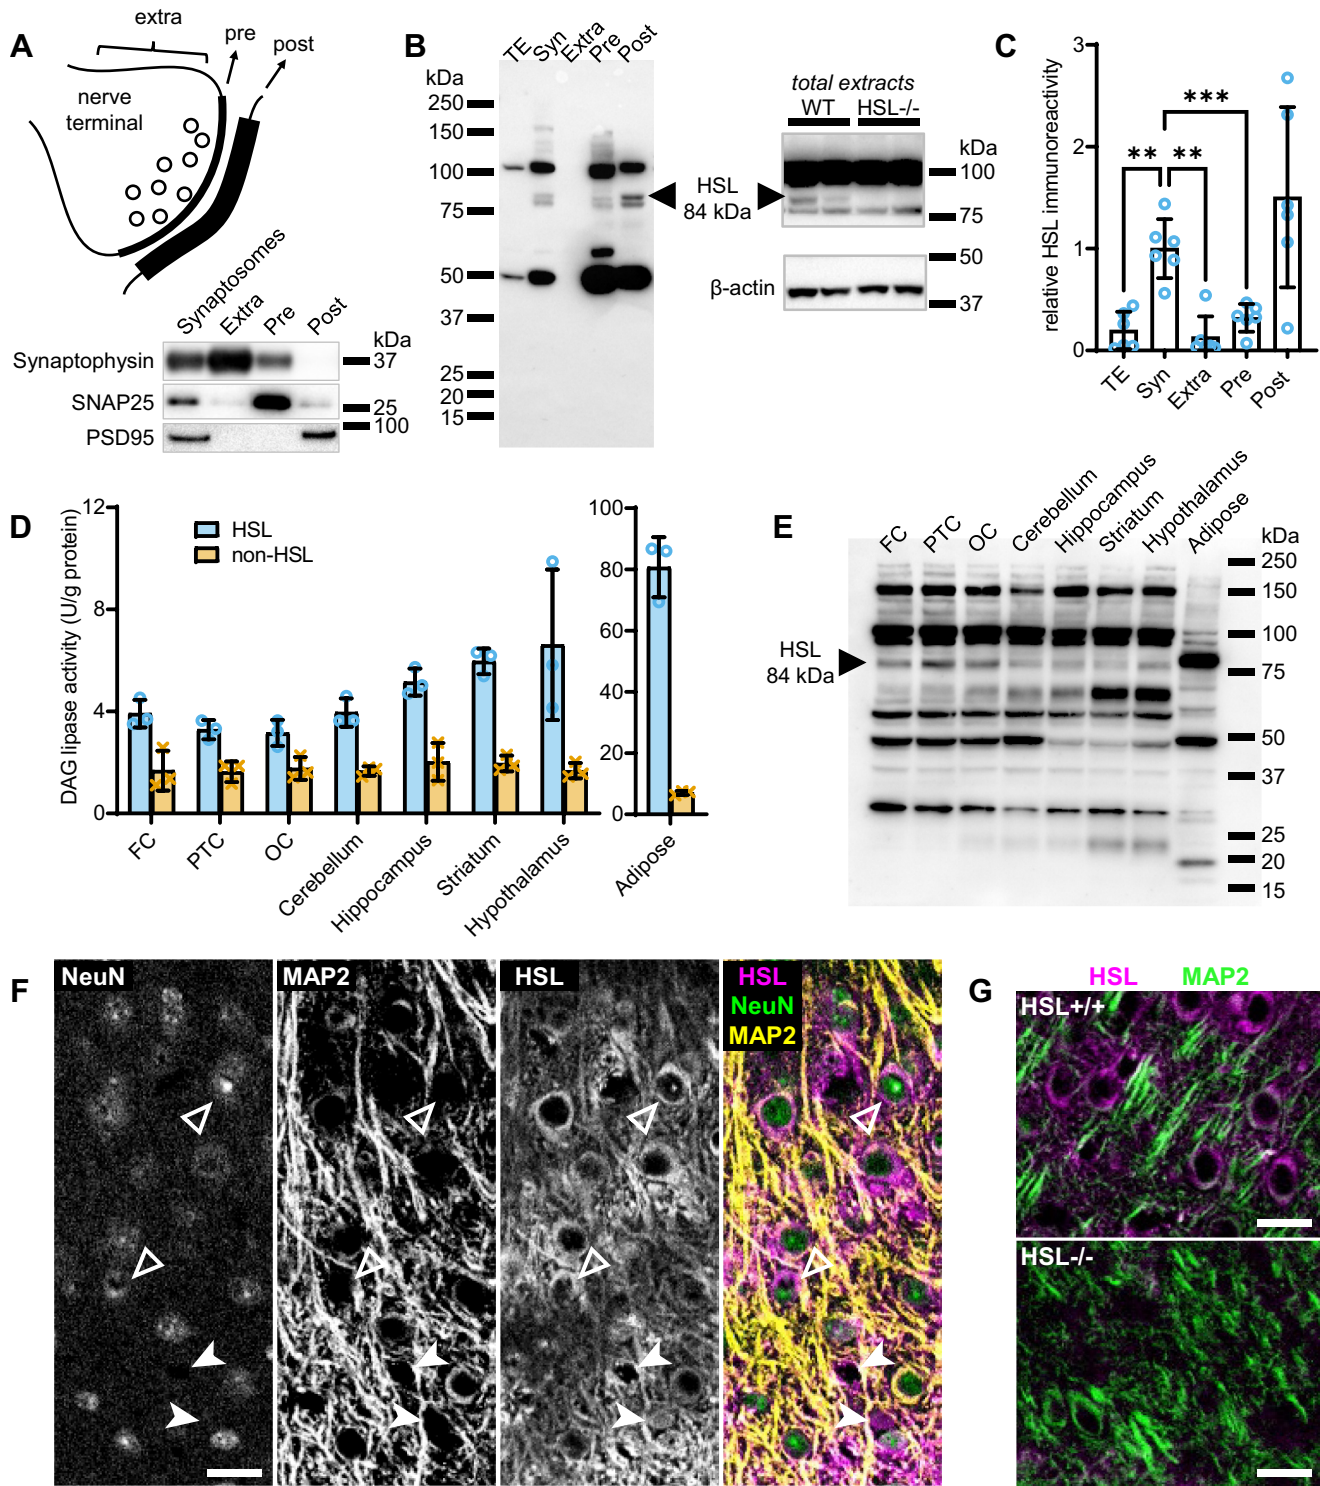 A
extra
pre
post
nerve
terminal
Synaptosomes
Extra
Pre
Post
kDa
Synaptophysin
37
SNAP25
25
100
PSD95
B
TE
Syn
Extra
Pre
Post
kDa
250
150
100
75
50
37
25
20
15
HSL
84 kDa
total extracts
WT HSL-/-
kDa
100
75
50
β-actin
37
C
relative HSL immunoreactivity
3
2
1
0
**
**
***
TE
Syn
Extra
Pre
Post
D
DAG lipase activity (U/g protein)
12
8
4
0
HSL
non-HSL
FC
PTC
OC
Cerebellum
Hippocampus
Striatum
Hypothalamus
100
80
60
40
20
0
Adipose
E
FC
PTC
OC
Cerebellum
Hippocampus
Striatum
Hypothalamus
Adipose
kDa
250
150
100
75
50
37
25
20
15
HSL
84 kDa
F
NeuN
MAP2
HSL
HSL
NeuN
MAP2
G
HSL MAP2
HSL+/+
HSL-/-